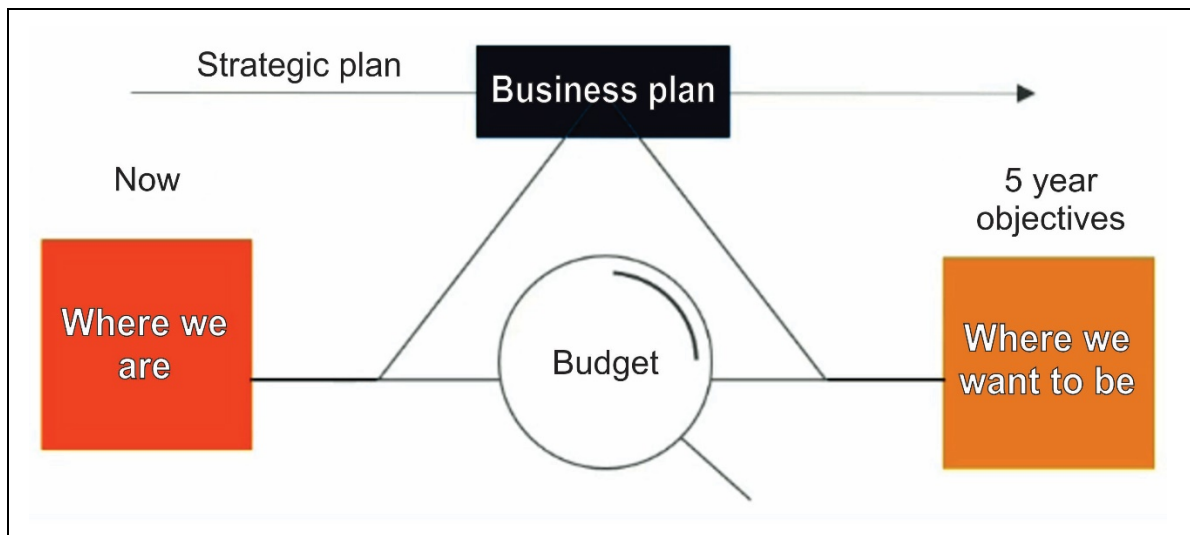 Strategic plan
Business plan
Now
5 year
objectives
Where we
are
Budget
Where we
want to be